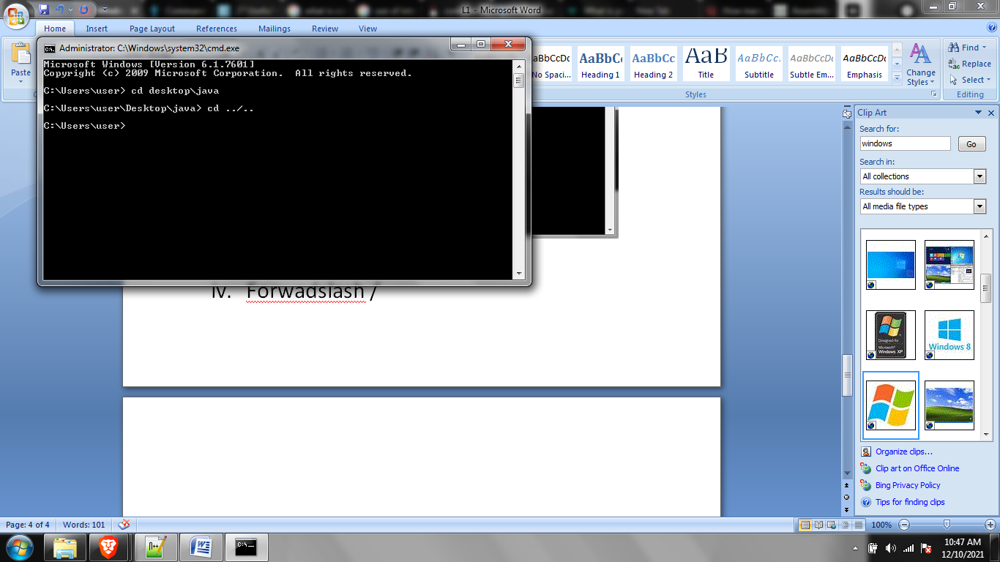 L1 - Microsoft Word
Home Insert Page Layout References Mailings Review View
Paste
AaBbCcDc AaBbCc AaBbCc AaB AaBbCc. AaBbCcDc AaBbCcDc
No Spaci... Heading 1 Heading 2 Title Subtitle Subtle Em... Emphasis
Change
Styles
Find
Replace
Select
Styles
Editing
Administrator: C:\Windows\system32\cmd.exe
Microsoft Windows [Version 6.1.7601]
Copyright (c) 2009 Microsoft Corporation.  All rights reserved.
C:\Users\user> cd desktop\java
C:\Users\user\Desktop\java> cd ../..
C:\Users\user>
iv. Forwadslash /
Clip Art
Search for:
windows
Go
Search in:
All collections
Results should be:
All media file types
Designed for
Microsoft
Windows XP
Windows 8
Organize clips...
Clip art on Office Online
Bing Privacy Policy
Tips for finding clips
Page: 4 of 4 Words: 101
100%
10:47 AM
12/10/2021